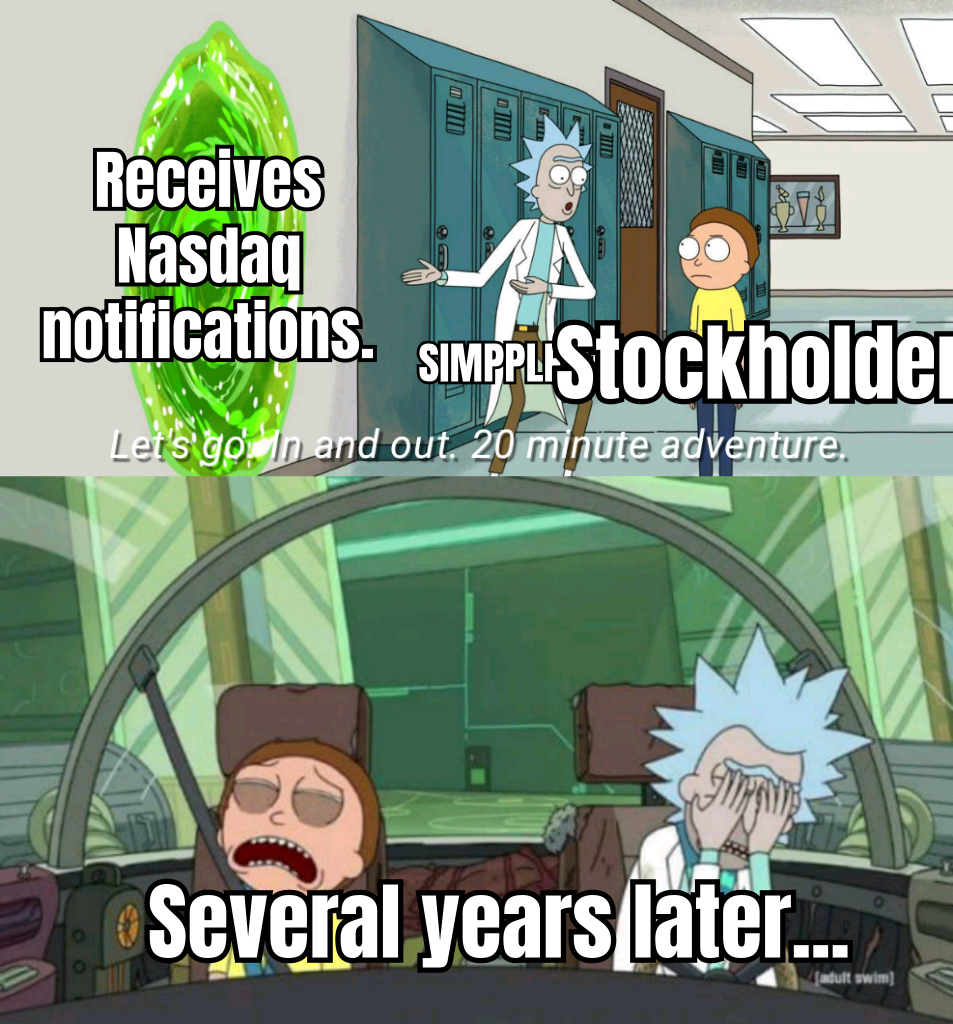 Receives
Nasdaq
notifications.
Stockholder
Let's go. In and out. 20 minute adventure.
Several years later...
[adult swim]